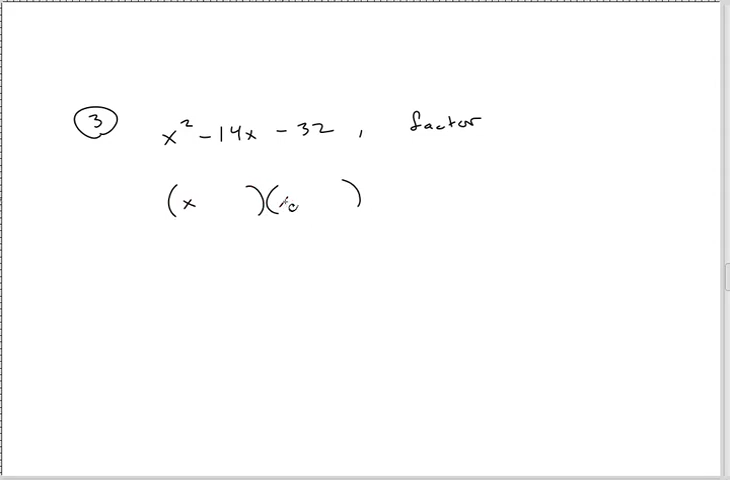 3 x² - 14x - 32 , factor
(x )( )